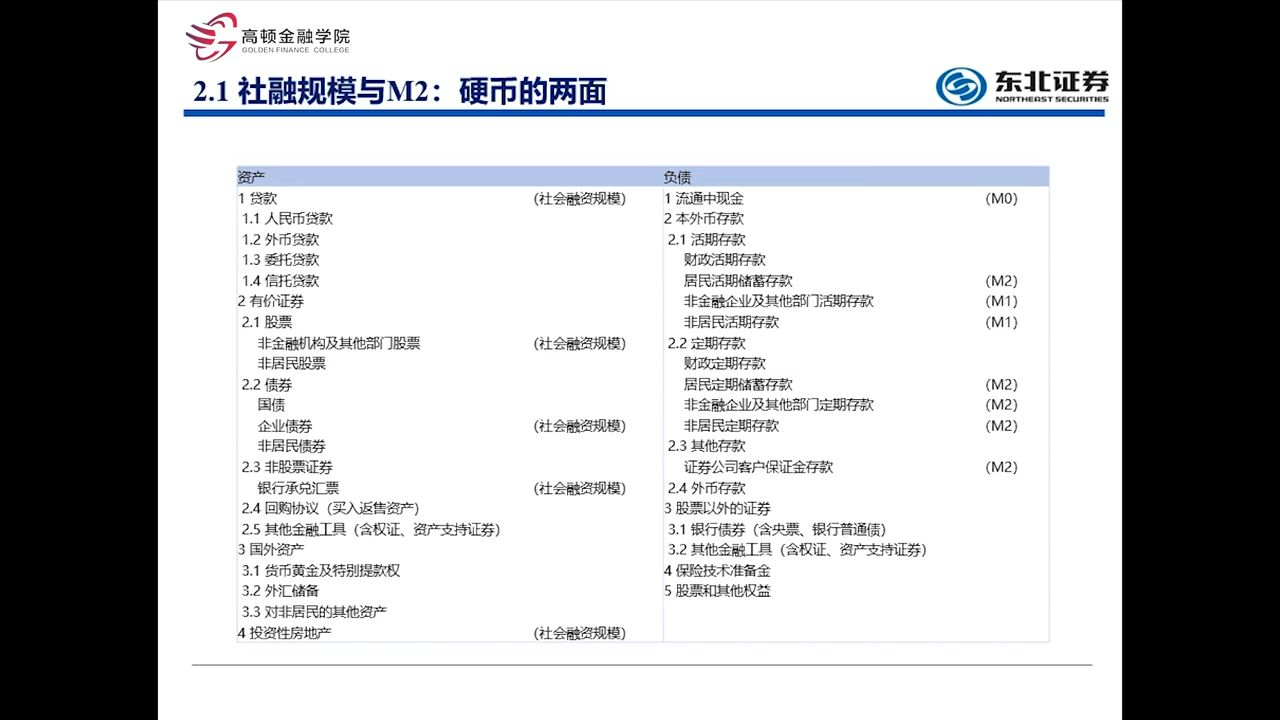 高顿金融学院
GOLDEN FINANCE COLLEGE
2.1 社融规模与M2：硬币的两面
东北证券
NORTHEAST SECURITIES
资产 负债
1 贷款 (社会融资规模) 1 流通中现金 (M0)
1.1 人民币贷款 2 本外币存款
1.2 外币贷款 2.1 活期存款
1.3 委托贷款 财政活期存款
1.4 信托贷款 居民活期储蓄存款 (M2)
2 有价证券 非金融企业及其他部门活期存款 (M1)
2.1 股票 非居民活期存款 (M1)
非金融机构及其他部门股票 (社会融资规模) 2.2 定期存款
非居民股票 财政定期存款
2.2 债券 居民定期储蓄存款 (M2)
国债 非金融企业及其他部门定期存款 (M2)
企业债券 (社会融资规模) 非居民定期存款 (M2)
非居民债券 2.3 其他存款
2.3 非股票证券 证券公司客户保证金存款 (M2)
银行承兑汇票 (社会融资规模) 2.4 外币存款
2.4 回购协议（买入返售资产） 3 股票以外的证券
2.5 其他金融工具（含权证、资产支持证券） 3.1 银行债券（含央票、银行普通债）
3 国外资产 3.2 其他金融工具（含权证、资产支持证券）
3.1 货币黄金及特别提款权 4 保险技术准备金
3.2 外汇储备 5 股票和其他权益
3.3 对非居民的其他资产
4 投资性房地产 (社会融资规模)